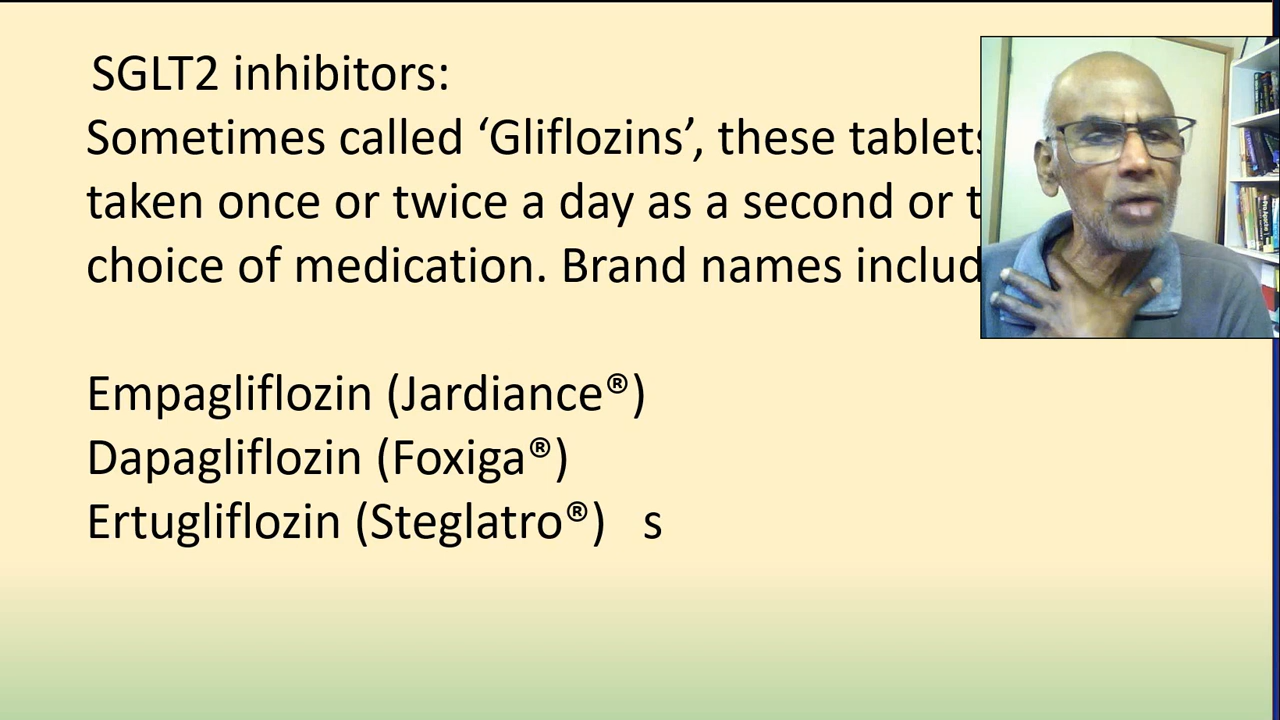 SGLT2 inhibitors:
Sometimes called ‘Gliflozins’, these tablets
taken once or twice a day as a second or
choice of medication. Brand names
Empagliflozin (Jardiance®)
Dapagliflozin (Foxiga®)
Ertugliflozin (Steglatro®) s